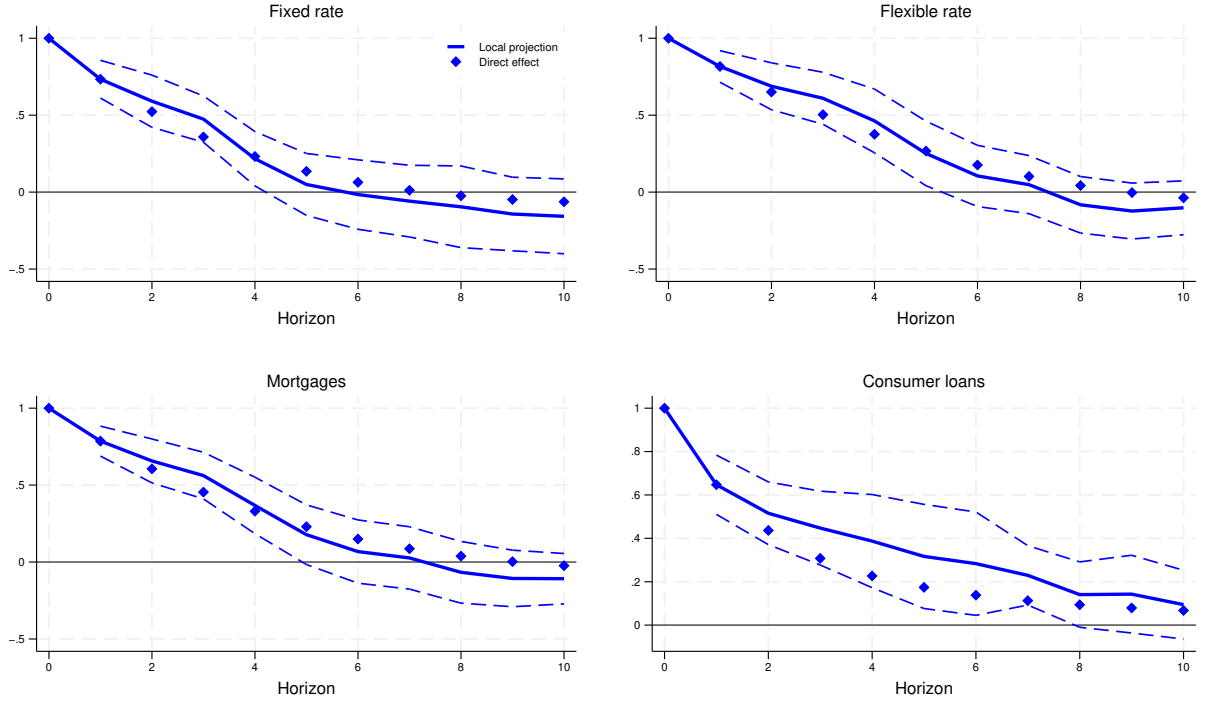 Fixed rate
1
.5
0
−.5
0 2 4 6 8 10
Horizon
Local projection
Direct effect
Flexible rate
1
.5
0
−.5
0 2 4 6 8 10
Horizon
Mortgages
1
.5
0
−.5
0 2 4 6 8 10
Horizon
Consumer loans
1
.8
.6
.4
.2
0
0 2 4 6 8 10
Horizon